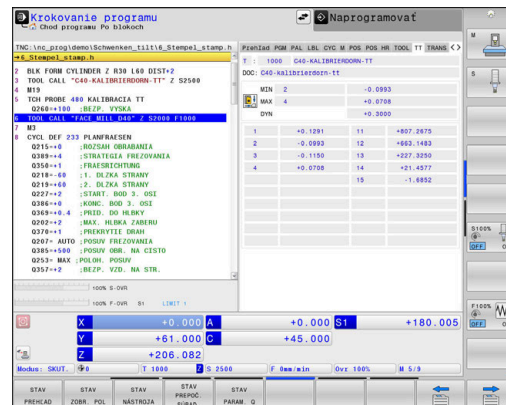 Krokovanie programu
Chod programu Po blokoch
Naprogramovať
TNC:\nc_prog\demo\Schwenken_tilt\6_Stempel_stamp.h
→6_Stempel_stamp.h
2 BLK FORM CYLINDER Z R30 L60 DIST+2
3 TOOL CALL "C40-KALIBRIERDORN-TT" Z S2500
4 M19
5 TCH PROBE 480 KALIBRACIA TT
Q260=+100 ;BEZP. VYSKA
6 TOOL CALL "FACE_MILL_D40" Z S2000 F1000
7 M3
8 CYCL DEF 233 PLANFRAESEN
Q215=+0 ;ROZSAH OBRABANIA
Q389=+4 ;STRATEGIA FREZOVANIA
Q350=+1 ;FRAESRICHTUNG
Q218=-60 ;1. DLZKA STRANY
Q219=+60 ;2. DLZKA STRANY
Q227=+2 ;START. BOD 3. OSI
Q386=+0 ;KONC. BOD 3. OSI
Q369=+0.4 ;PRID. DO HLBKY
Q202=+2 ;MAX. HLBKA ZABERU
Q370=+1 ;PREKRYTIE DRAH
Q207= AUTO ;POSUV FREZOVANIA
Q385=+500 ;POSUV OBR. NA CISTO
Q253= MAX ;POLOH. POSUV
Q357=+2 ;BEZP. VZD. NA STR.
Prehlad PGM PAL LBL CYC M POS POS HR TOOL TT TRANS
T : 1000 CALL "C40-KALIBRIERDORN-TT"
DOC: C40-kalibrierdorn-tt
MIN 2 -0.0993
MAX 4 +0.0708
DYN +0.3000
1 +0.1291 11 +807.2675
2 -0.0993 12 +663.1483
3 -0.1150 13 +227.3250
4 +0.0708 14 +21.4577
15 -1.6852
100% S-OVR
100% F-OVR S1 LIMIT 1
X +0.000 A +0.000 S1 +180.005
Y +61.000 C +45.000
Z +206.082
Modus: SKUT. 0 T 1000 Z S 2500 F 0mm/min Ovr 100% M 5/9
STAV PREHLAD
STAV ZOBR. POL
STAV NÁSTROJA
STAV PREPOČ. SÚRAD.
STAV PARAM. Q
M
S
S100%
OFF
F100%
OFF